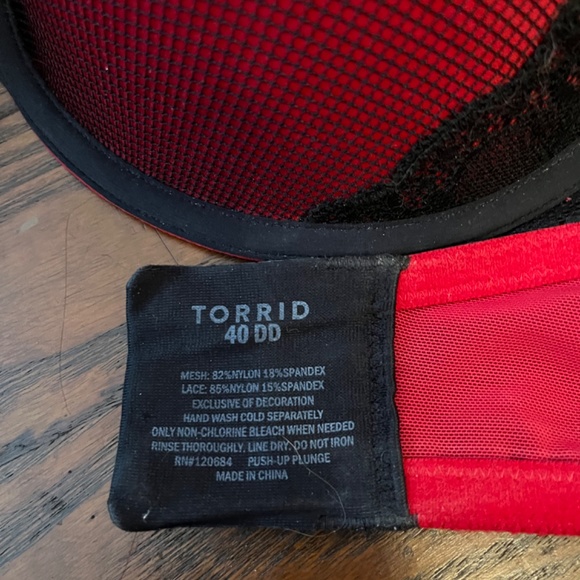 TORRID
40 DD
MESH: 82%NYLON 18%SPANDEX
LACE: 85%NYLON 15%SPANDEX
EXCLUSIVE OF DECORATION
HAND WASH COLD SEPARATELY
ONLY NON-CHLORINE BLEACH WHEN NEEDED
RINSE THOROUGHLY, LINE DRY, DO NOT IRON
RN#120684 PUSH-UP PLUNGE
MADE IN CHINA